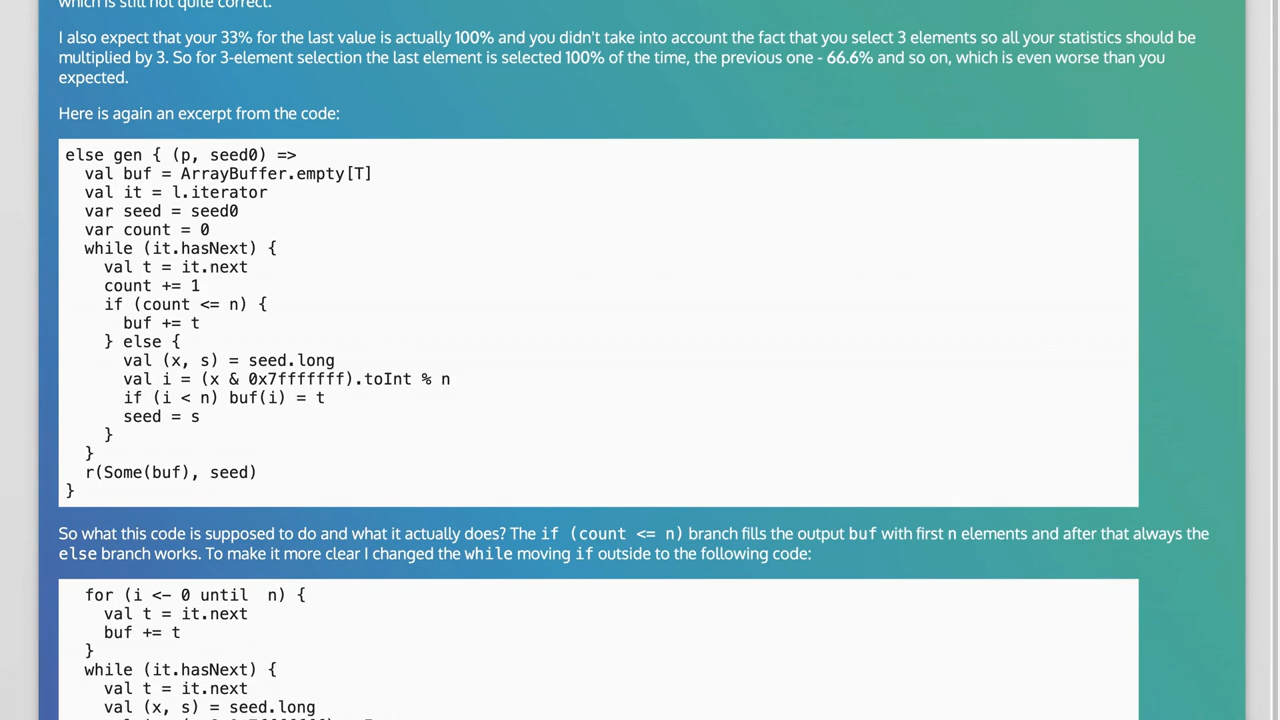 which is still not quite correct.
I also expect that your 33% for the last value is actually 100% and you didn't take into account the fact that you select 3 elements so all your statistics should be
multiplied by 3. So for 3-element selection the last element is selected 100% of the time, the previous one - 66.6% and so on, which is even worse than you
expected.
Here is again an excerpt from the code:
else gen { (p, seed0) =>
  val buf = ArrayBuffer.empty[T]
  val it = l.iterator
  var seed = seed0
  var count = 0
  while (it.hasNext) {
    val t = it.next
    count += 1
    if (count <= n) {
      buf += t
    } else {
      val (x, s) = seed.long
      val i = (x & 0x7fffffff).toInt % n
      if (i < n) buf(i) = t
      seed = s
    }
  }
  r(Some(buf), seed)
}
So what this code is supposed to do and what it actually does? The if (count <= n) branch fills the output buf with first n elements and after that always the
else branch works. To make it more clear I changed the while moving if outside to the following code:
  for (i <- 0 until  n) {
    val t = it.next
    buf += t
  }
  while (it.hasNext) {
    val t = it.next
    val (x, s) = seed.long